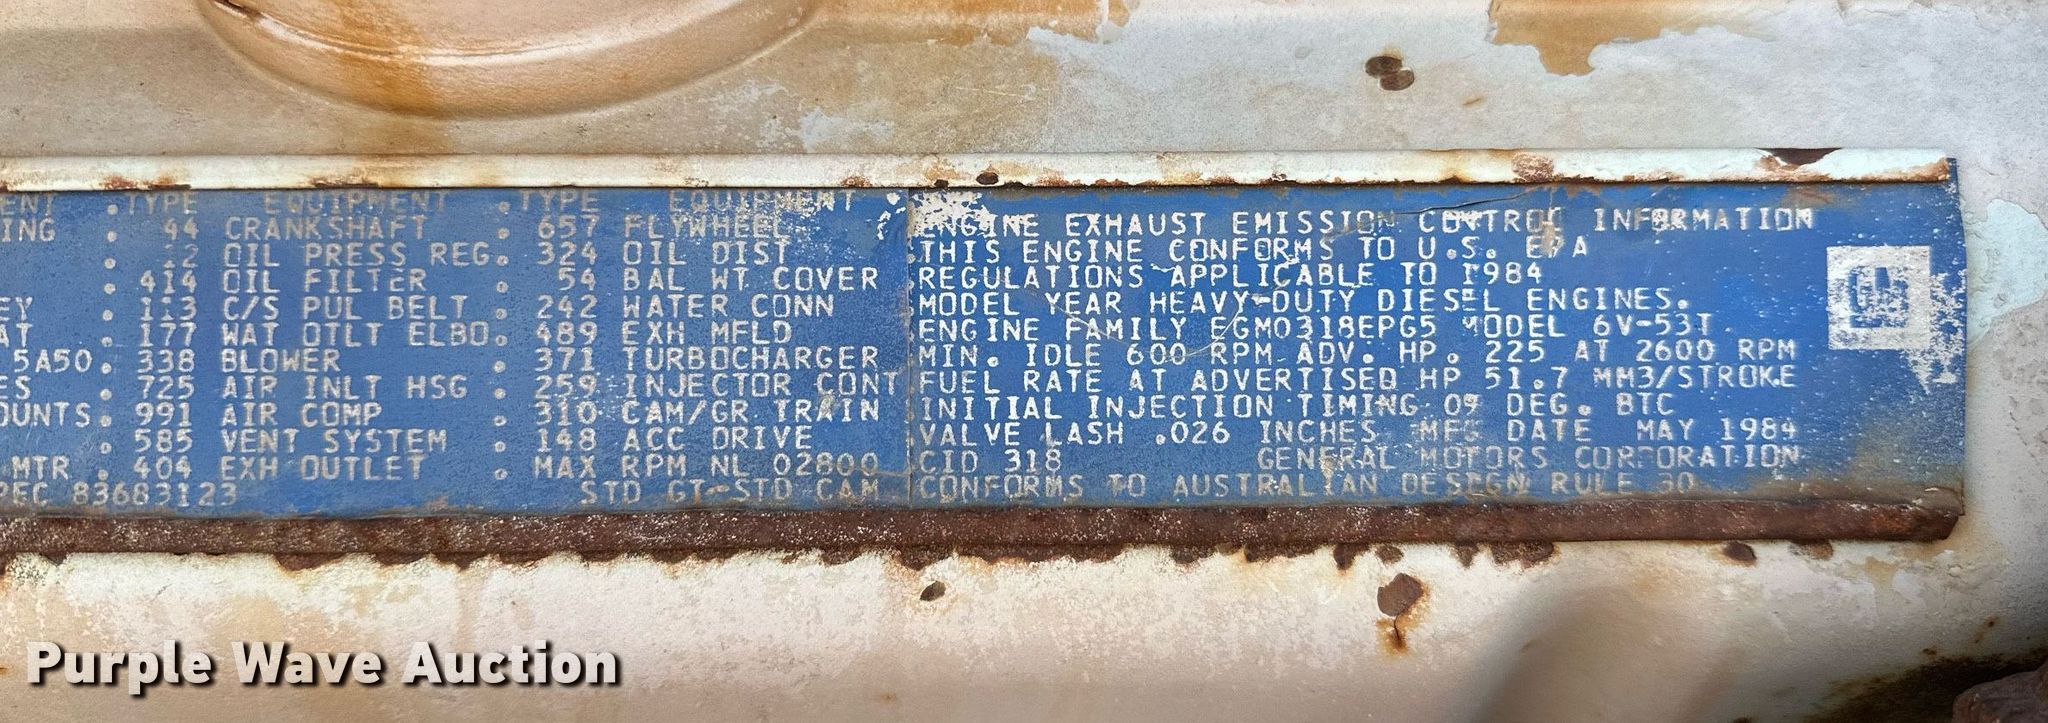 ENT . TYPE EQUIPMENT . TYPE EQUIPMENT
ING . 44 CRANKSHAFT . 657 FLYWHEEL
. 22 OIL PRESS REG. 324 OIL DIST
. 414 OIL FILTER . 54 BAL WT COVER
EY . 113 C/S PUL BELT . 242 WATER CONN
AT . 177 WAT OTLT ELBO. 489 EXH MFLD
5A50. 338 BLOWER . 371 TURBOCHARGER
ES . 725 AIR INLT HSG . 259 INJECTOR CONT
OUNTS. 991 AIR COMP . 310 CAM/GR TRAIN
. 585 VENT SYSTEM . 148 ACC DRIVE
MTR . 404 EXH OUTLET . MAX RPM NL 02800
PEC 83683123 STD GT-STD CAM
ENGINE EXHAUST EMISSION CONTROL INFORMATION
THIS ENGINE CONFORMS TO U.S. EPA
REGULATIONS APPLICABLE TO 1984
MODEL YEAR HEAVY-DUTY DIESEL ENGINES.
ENGINE FAMILY EGM0318EPG5 MODEL 6V-53T
MIN. IDLE 600 RPM ADV. HP. 225 AT 2600 RPM
FUEL RATE AT ADVERTISED HP 51.7 MM3/STROKE
INITIAL INJECTION TIMING 09 DEG. BTC
VALVE LASH .026 INCHES MFG DATE MAY 1984
CID 318 GENERAL MOTORS CORPORATION
CONFORMS TO AUSTRALIAN DESIGN RULE 30
GM
Purple Wave Auction